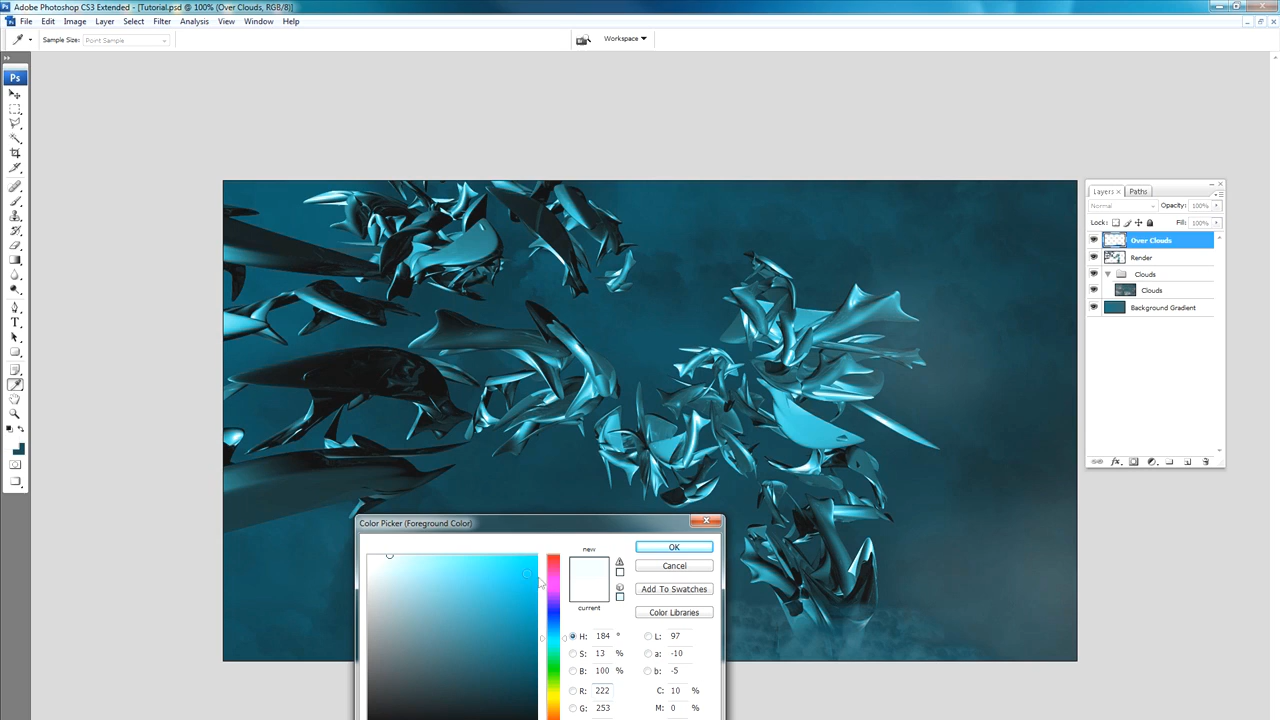 Adobe Photoshop CS3 Extended - [Tutorial.psd @ 100% (Over Clouds, RGB/8)]
File Edit Image Layer Select Filter Analysis View Window Help
Sample Size: Point Sample Workspace
Ps
Layers × Paths
Normal Opacity: 100%
Lock: Fill: 100%
Over Clouds
Render
Clouds
Clouds
Background Gradient
T
fx
Color Picker (Foreground Color)
new
current
OK
Cancel
Add To Swatches
Color Libraries
H: 184 ° L: 97
S: 13 % a: -10
B: 100 % b: -5
R: 222 C: 10 %
G: 253 M: 0 %